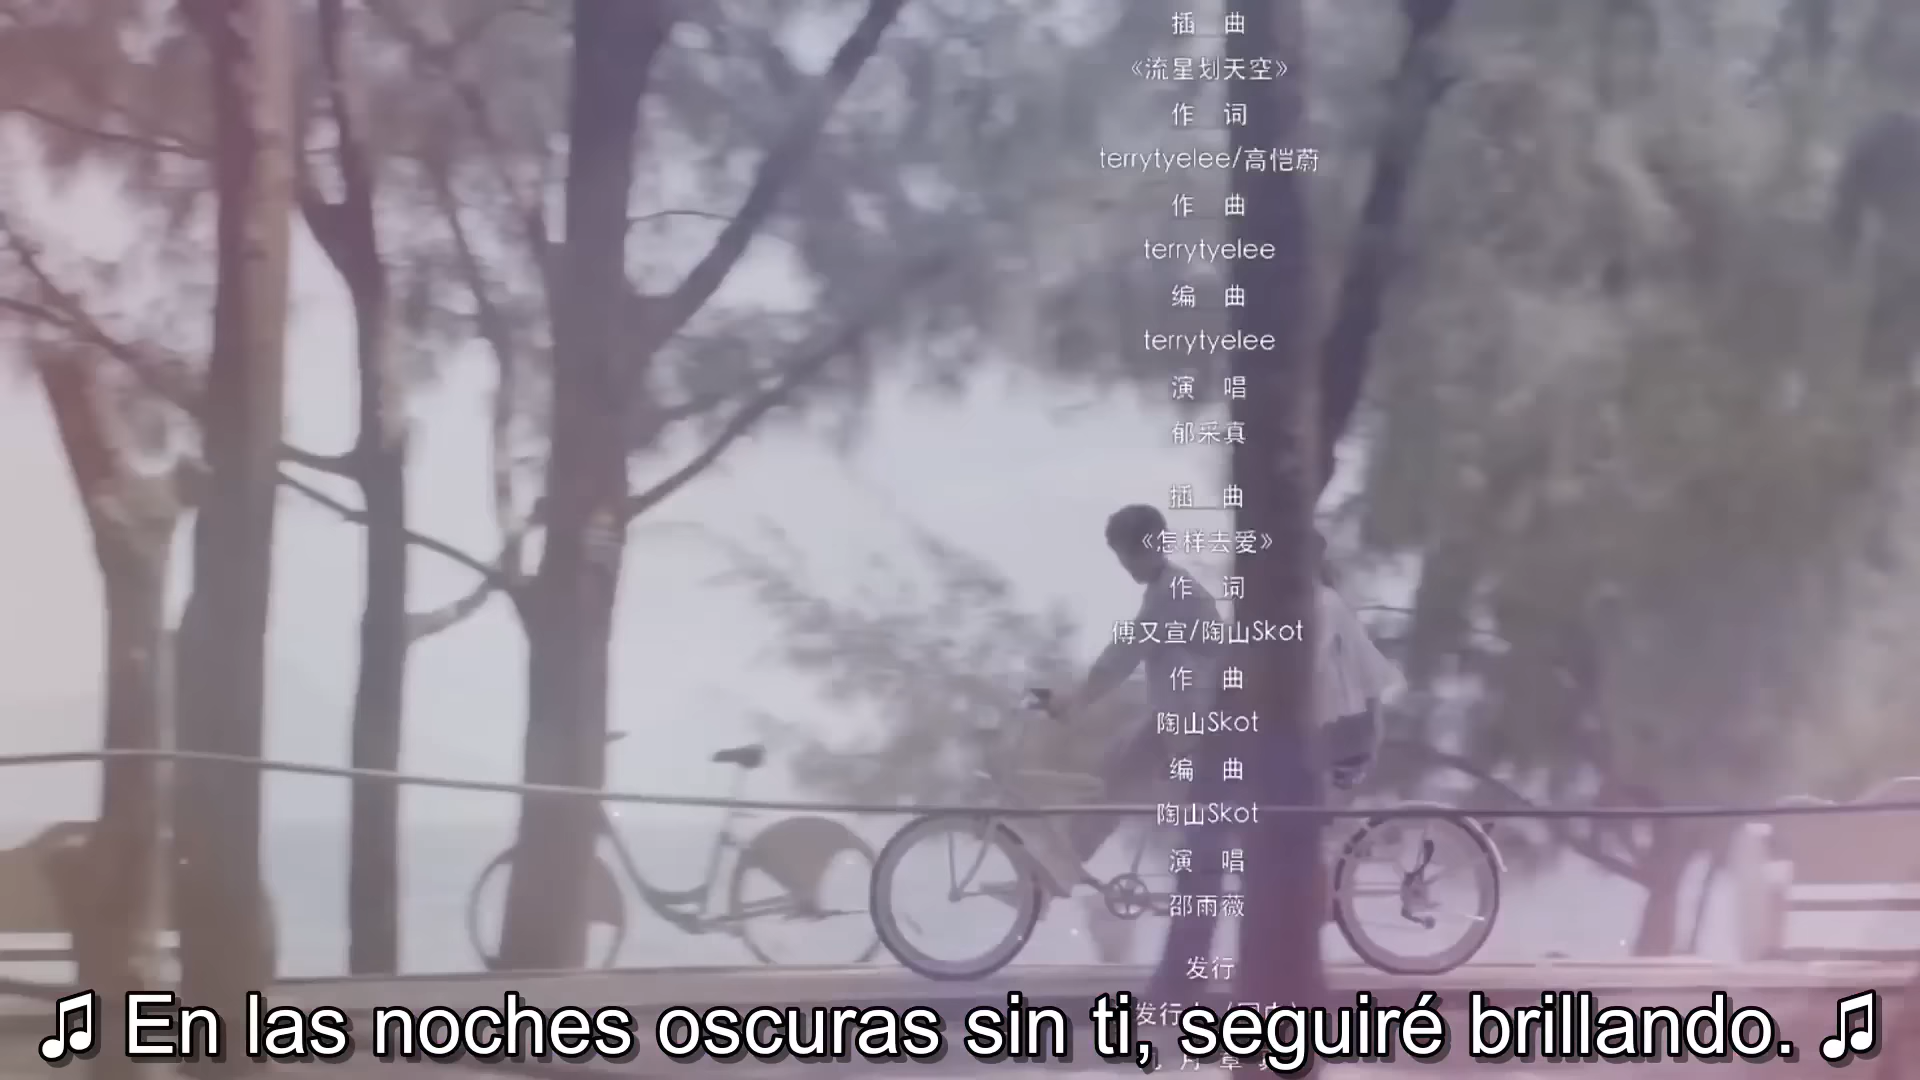 插 曲
《流星划天空》
作 词
terrytyelee/高恺蔚
作 曲
terrytyelee
编 曲
terrytyelee
演 唱
郁采真
插 曲
《怎样去爱》
作 词
傅又宣/陶山Skot
作 曲
陶山Skot
编 曲
陶山Skot
演 唱
邵雨薇
发行
♫ En las noches oscuras sin ti, seguiré brillando. ♫